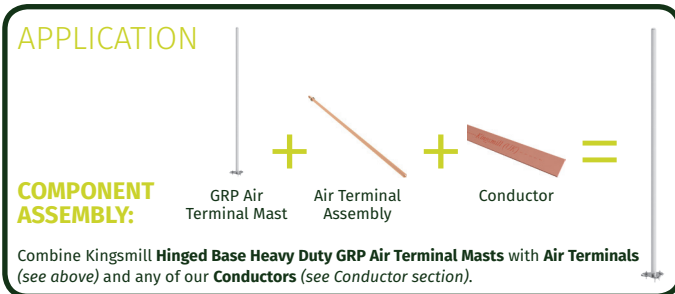 APPLICATION
+ + =
COMPONENT
ASSEMBLY:
GRP Air
Terminal Mast
Air Terminal
Assembly
Conductor
Combine Kingsmill Hinged Base Heavy Duty GRP Air Terminal Masts with Air Terminals
(see above) and any of our Conductors (see Conductor section).